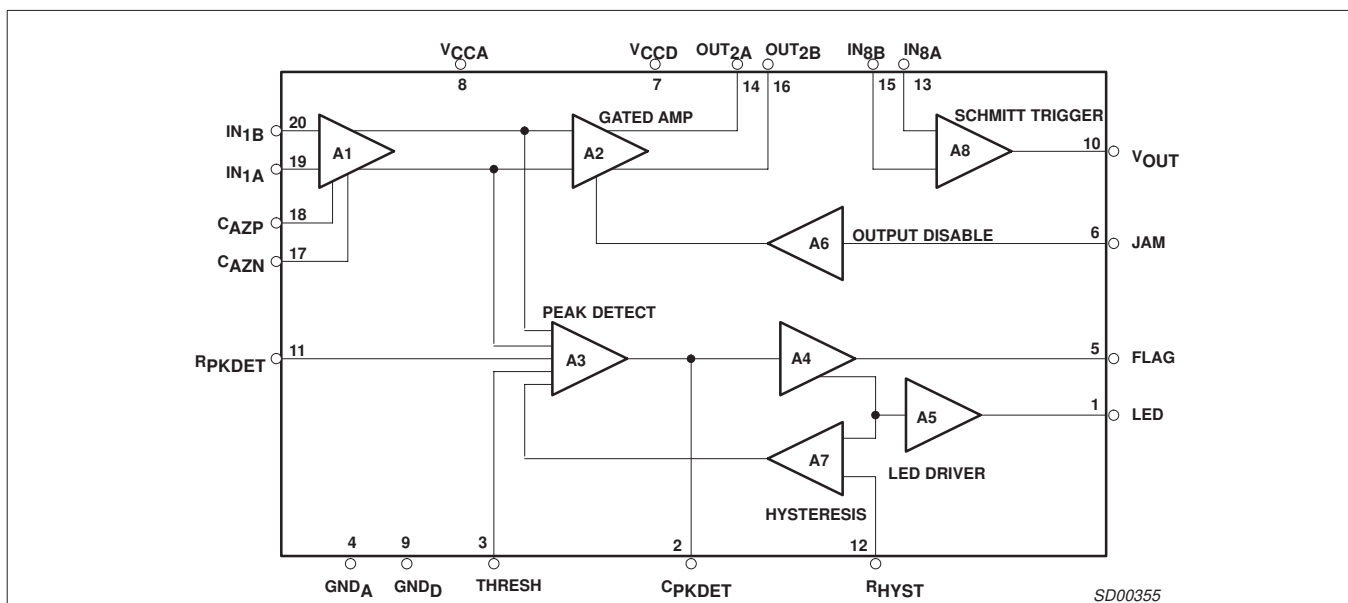 VCCA
VCCD
OUT2A
OUT2B
IN8B
IN8A
8
7
14
16
15
13
IN1B
20
GATED AMP
SCHMITT TRIGGER
A1
A2
A8
10
VOUT
IN1A
19
CAZP
18
CAZN
17
A6
OUTPUT DISABLE
6
JAM
PEAK DETECT
RPKDET
11
A3
A4
5
FLAG
A5
1
LED
A7
LED DRIVER
HYSTERESIS
4
9
3
2
12
GNDA
GNDD
THRESH
CPKDET
RHYST
SD00355